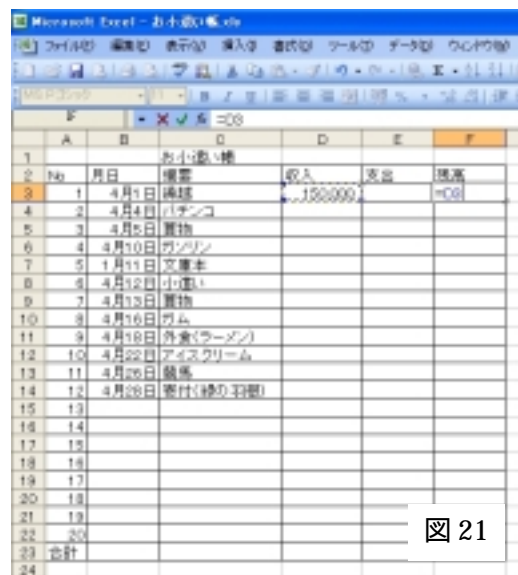 Microsoft Excel - お小遣い帳.xls
ファイル(F) 編集(E) 表示(V) 挿入(I) 書式(O) ツール(T) データ(D) ウィンドウ(W)
F =D3
A B C D E F
1 お小遣い帳
2 No 月日 摘要 収入 支出 残高
3 1 4月1日 繰越 150,000 =D3
4 2 4月4日 パチンコ
5 3 4月5日 買物
6 4 4月10日 ガソリン
7 5 1月11日 文庫本
8 6 4月12日 小遣い
9 7 4月13日 買物
10 8 4月16日 ガム
11 9 4月18日 外食(ラーメン)
12 10 4月22日 アイスクリーム
13 11 4月26日 競馬
14 12 4月28日 寄付(緑の羽根)
15 13
16 14
17 15
18 16
19 17
20 18
21 19
22 20
23 合計
24
図 21